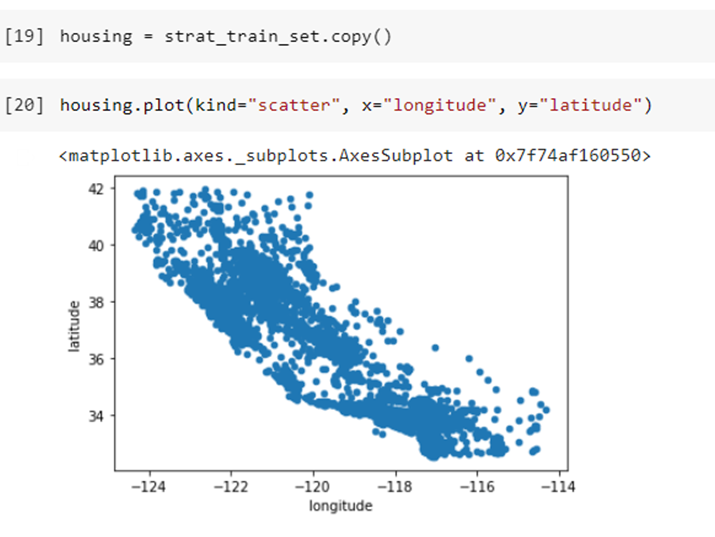 [19] housing = strat_train_set.copy()
[20] housing.plot(kind="scatter", x="longitude", y="latitude")
<matplotlib.axes._subplots.AxesSubplot at 0x7f74af160550>
42
40
38
36
34
latitude
−124 −122 −120 −118 −116 −114
longitude